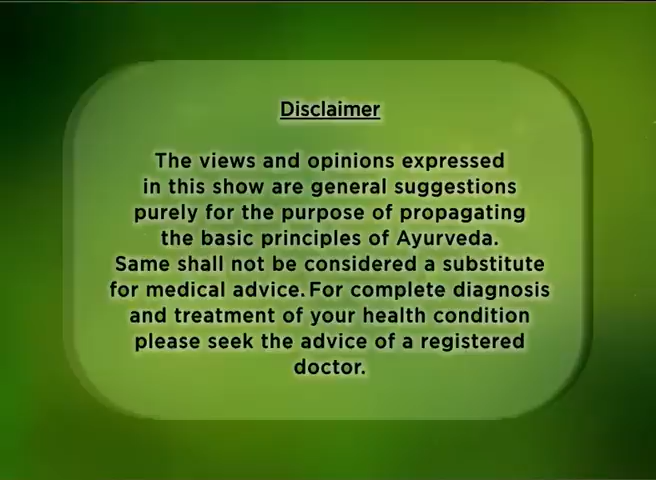 Disclaimer
The views and opinions expressed
in this show are general suggestions
purely for the purpose of propagating
the basic principles of Ayurveda.
Same shall not be considered a substitute
for medical advice. For complete diagnosis
and treatment of your health condition
please seek the advice of a registered
doctor.